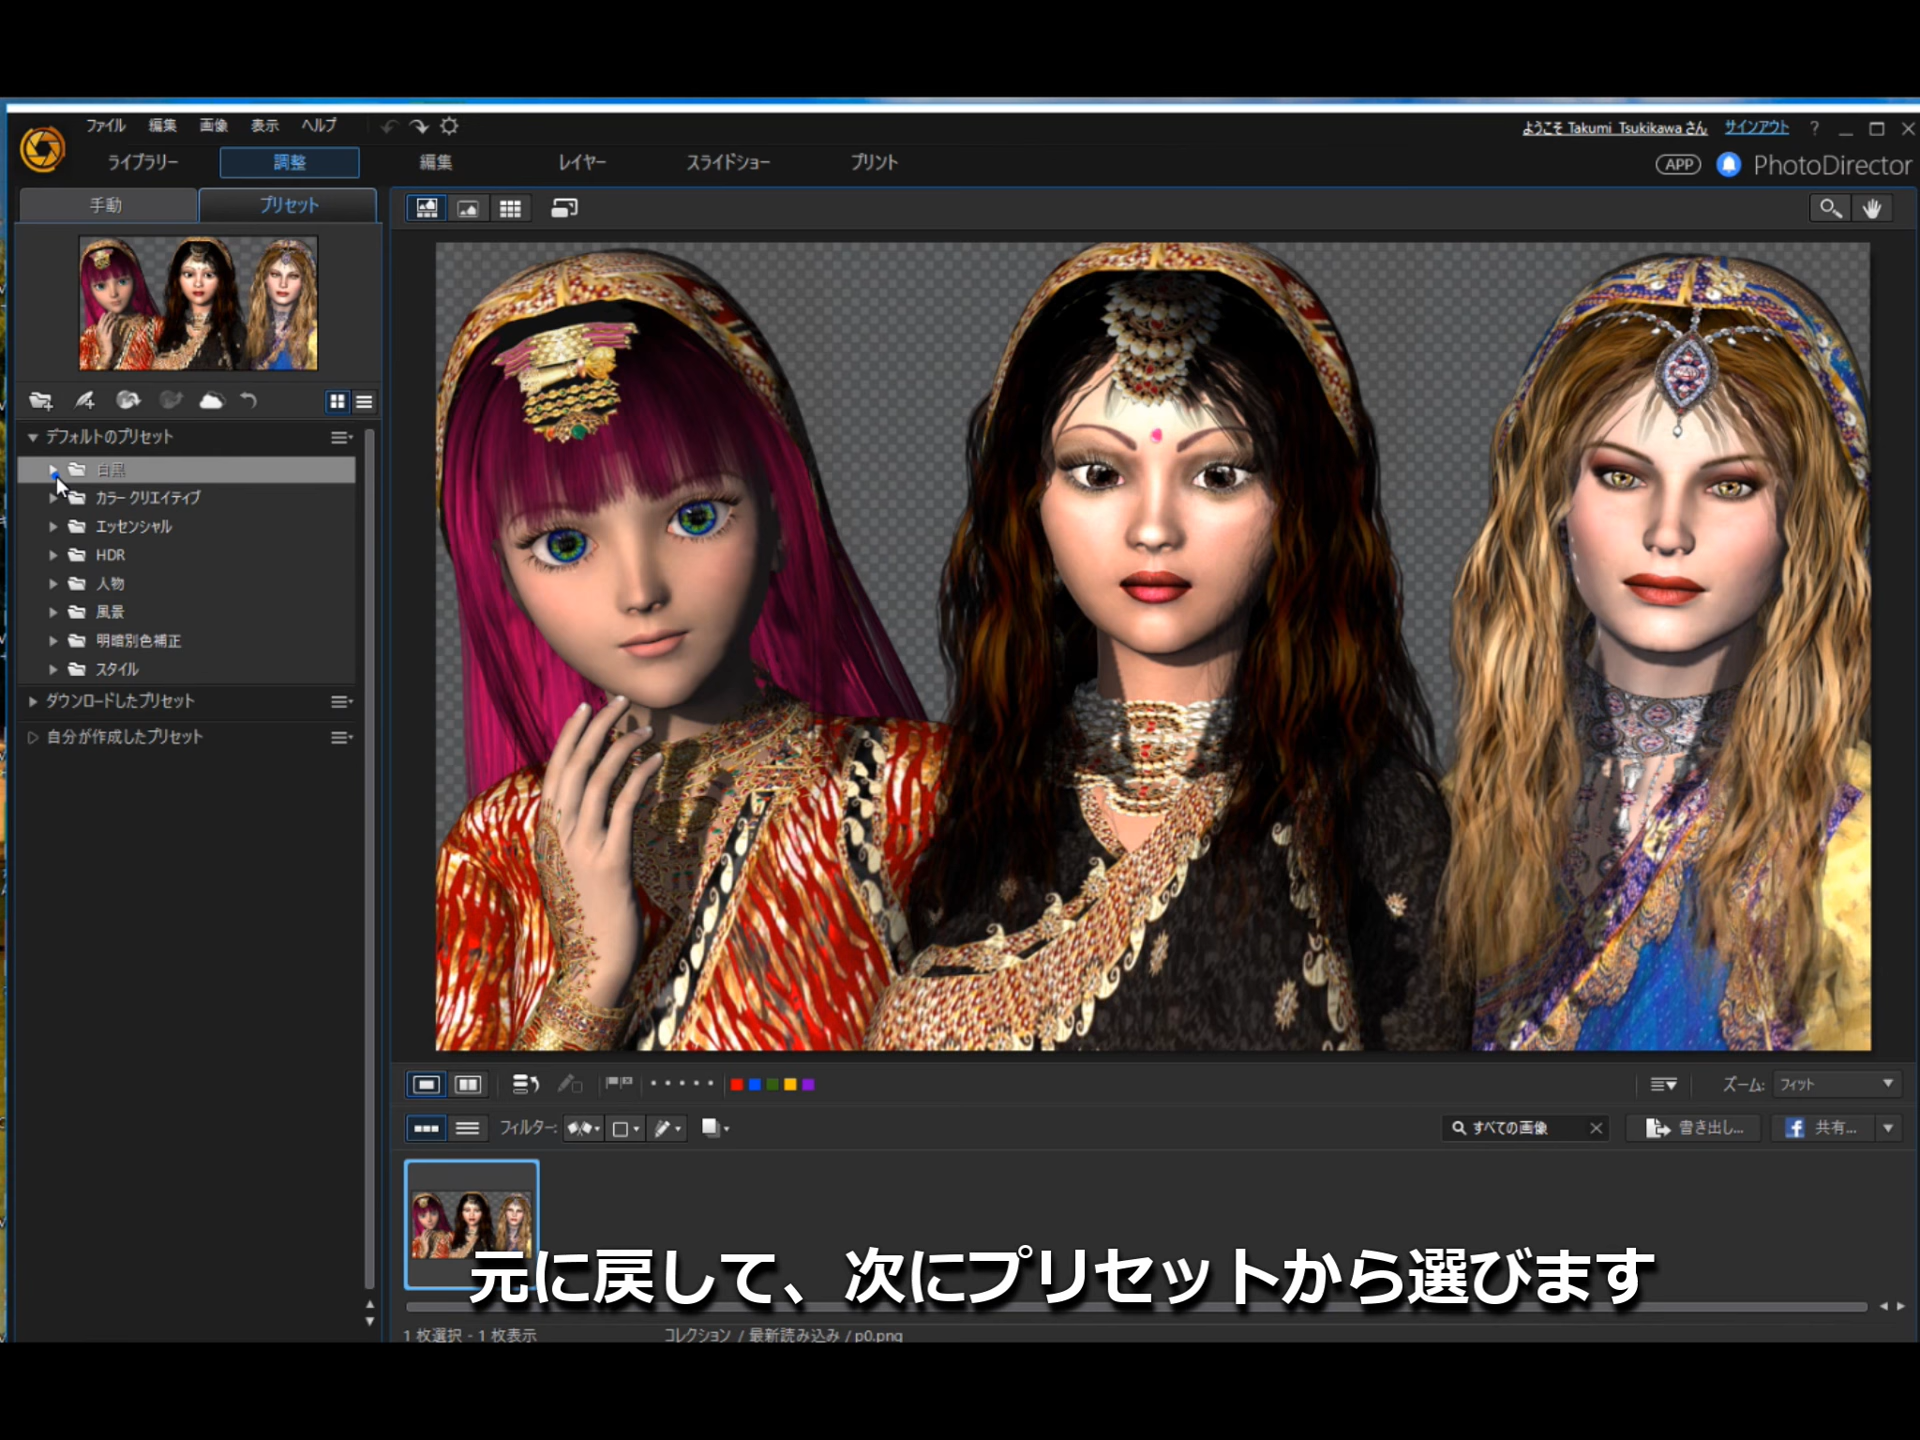 ファイル 編集 画像 表示 ヘルプ
ようこそ Takumi Tsukikawa さん サインアウト ?
ライブラリー 調整 編集 レイヤー スライドショー プリント
APP PhotoDirector
手動 プリセット
デフォルトのプリセット
白黒
カラー クリエイティブ
エッセンシャル
HDR
人物
風景
明暗別色補正
スタイル
ダウンロードしたプリセット
自分が作成したプリセット
ズーム: フィット
フィルター: すべての画像 書き出し... 共有...
元に戻して、次にプリセットから選びます
1 枚選択 - 1 枚表示 コレクション / 最新読み込み / p0.png